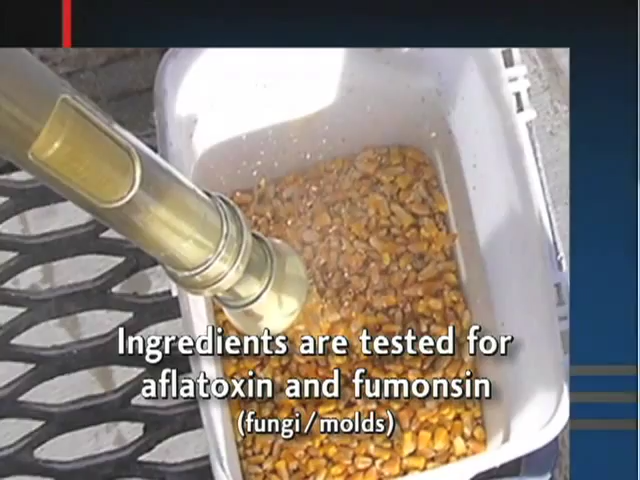 Ingredients are tested for
aflatoxin and fumonsin
(fungi/molds)